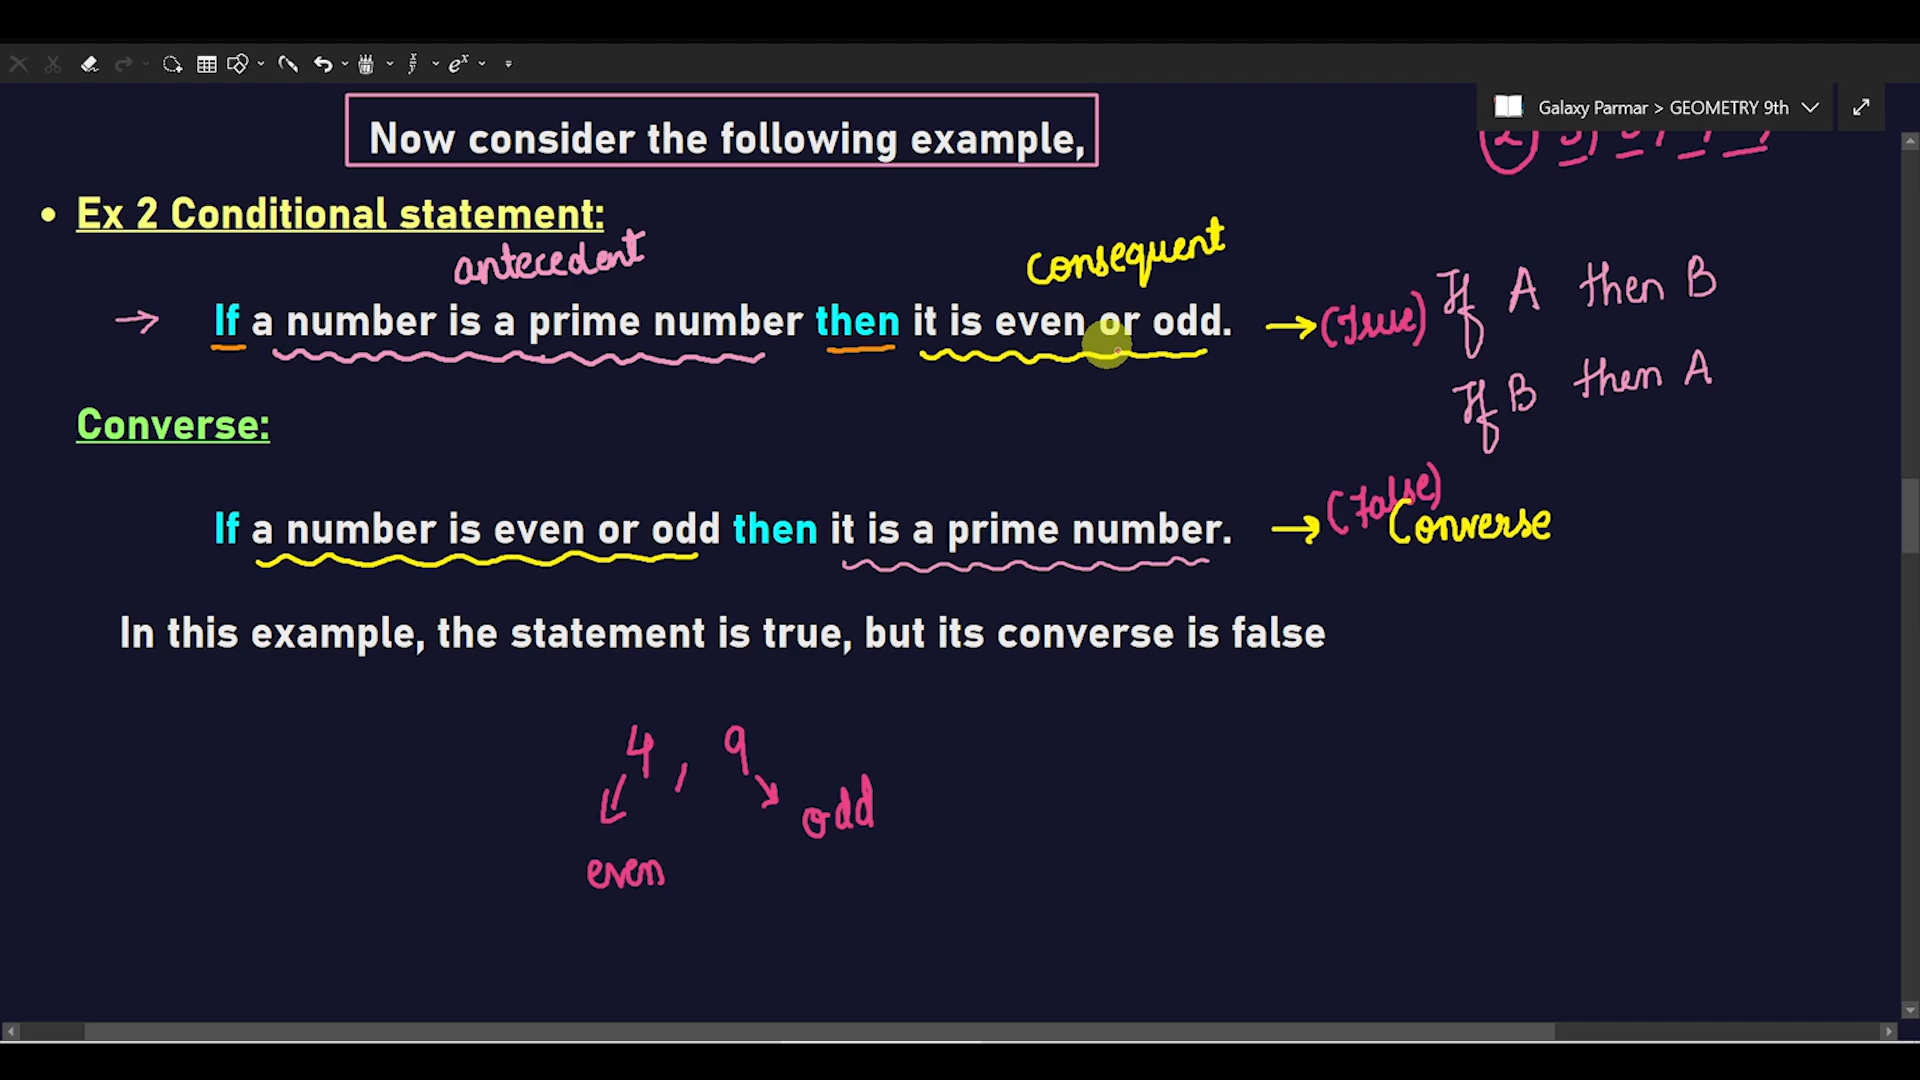 Galaxy Parmar > GEOMETRY 9th
Now consider the following example,
• Ex 2 Conditional statement:
antecedent
consequent
If a number is a prime number then it is even or odd. → (True)
If A then B
If B then A
Converse:
If a number is even or odd then it is a prime number. → (False)
Converse
In this example, the statement is true, but its converse is false
4 , 9
odd
even